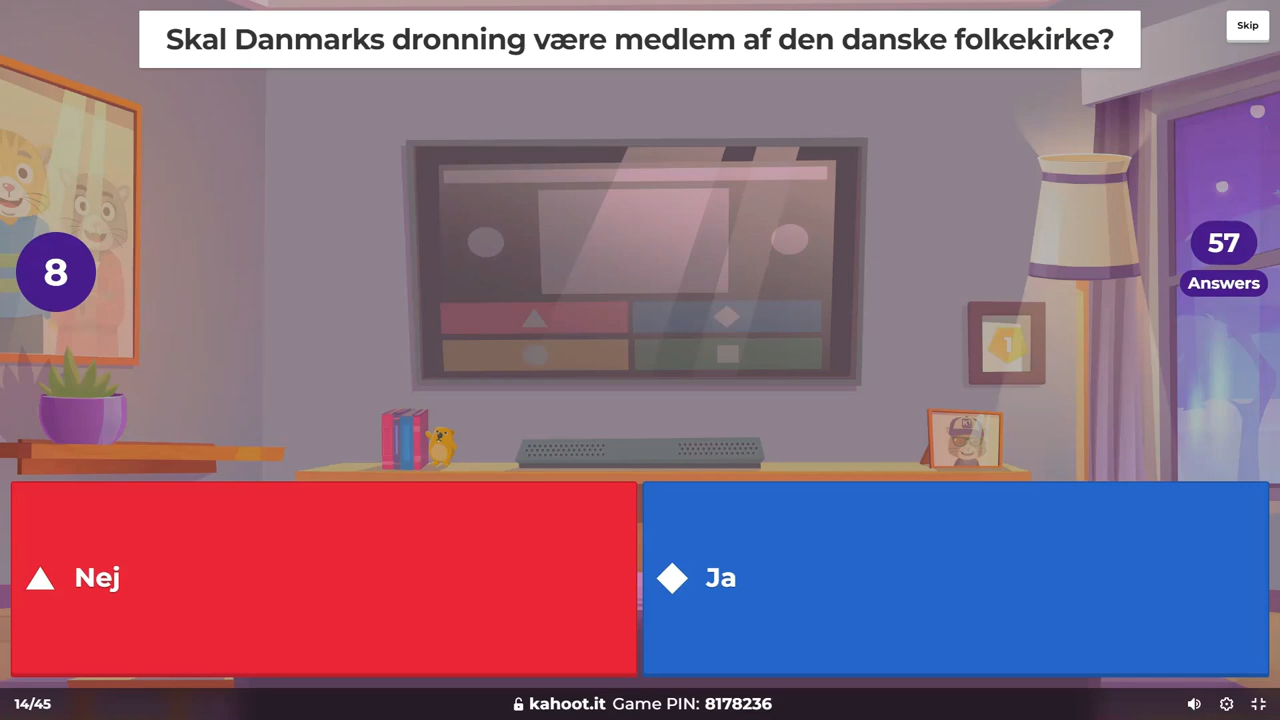 Skal Danmarks dronning være medlem af den danske folkekirke?
Skip
8
57
Answers
1
Nej
Ja
14/45
kahoot.it Game PIN: 8178236